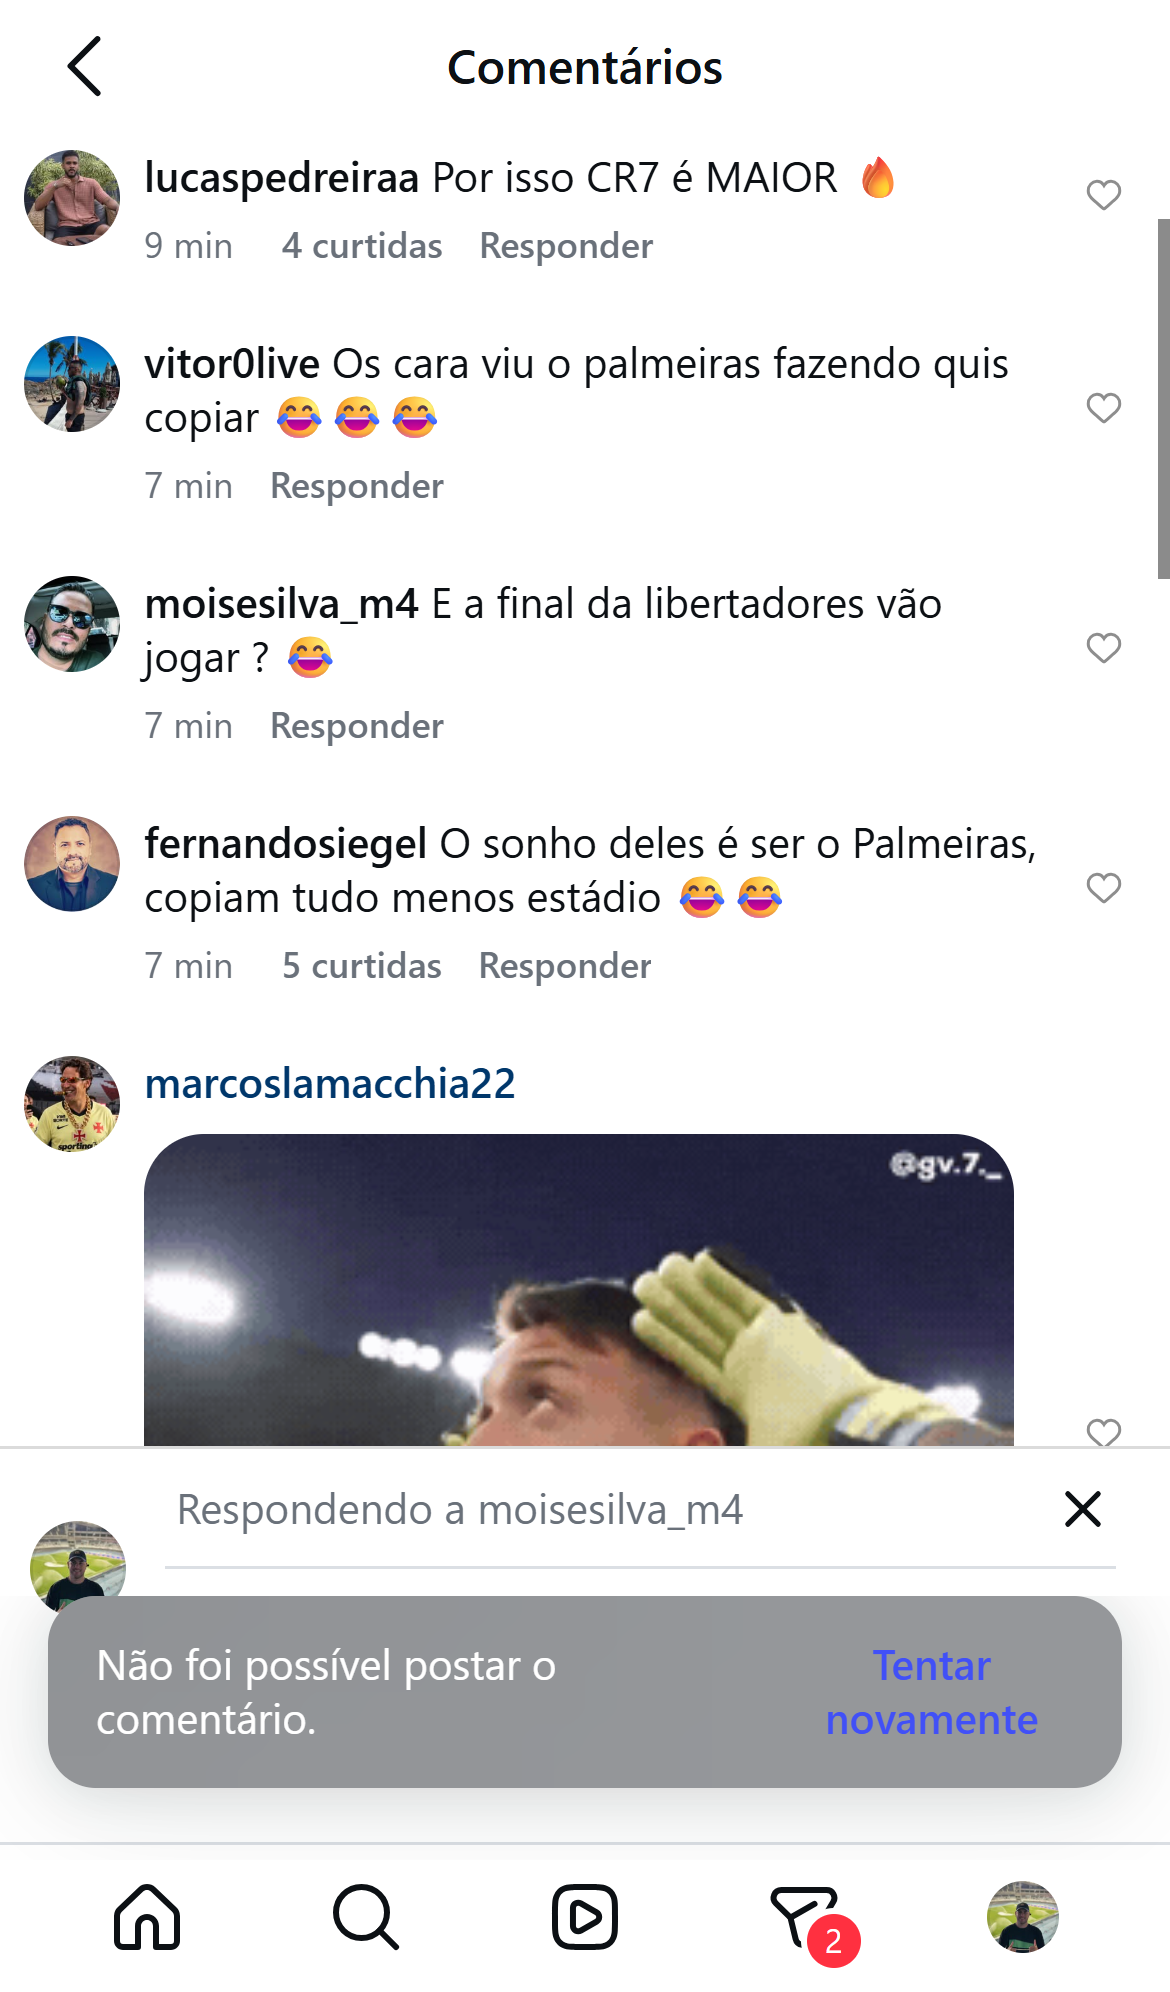 Comentários
lucaspedreiraa Por isso CR7 é MAIOR 🔥
9 min 4 curtidas Responder
vitor0live Os cara viu o palmeiras fazendo quis
copiar 😂😂😂
7 min Responder
moisesilva_m4 E a final da libertadores vão
jogar ? 😂
7 min Responder
fernandosiegel O sonho deles é ser o Palmeiras,
copiam tudo menos estádio 😂😂
7 min 5 curtidas Responder
marcoslamacchia22
@gv.7._
Respondendo a moisesilva_m4
Não foi possível postar o
comentário.
Tentar
novamente
2